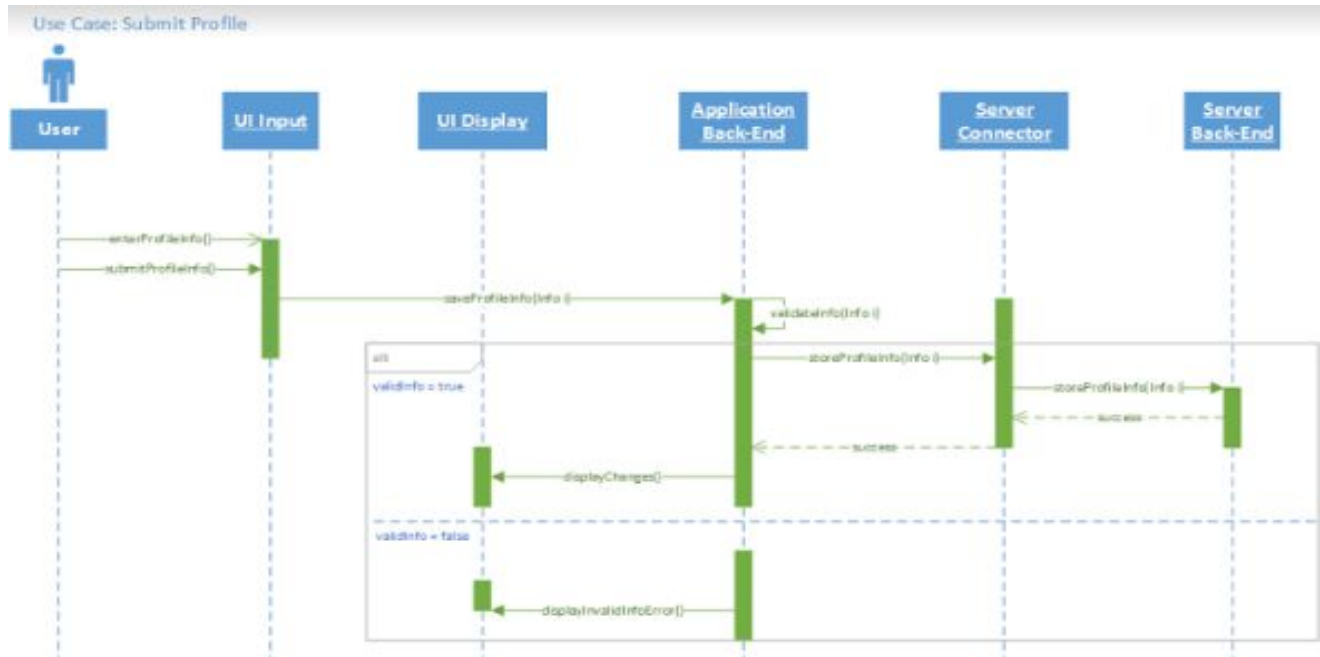 Use Case: Submit Profile
User
UI Input
UI Display
Application
Back-End
Server
Connector
Server
Back-End
enterProfileInfo()
submitProfileInfo()
saveProfileInfo(Info i)
validateInfo(Info i)
alt
storeProfileInfo(Info i)
validInfo = true
storeProfileInfo(Info i)
success
success
displayChanges()
validInfo = false
displayInvalidInfoError()